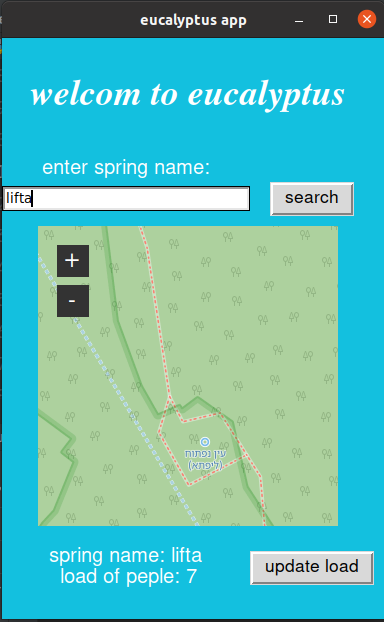 eucalyptus app
welcom to eucalyptus
enter spring name:
lifta
search
+
-
עין נפתוח
(ליפתא)
spring name: lifta
load of peple: 7
update load